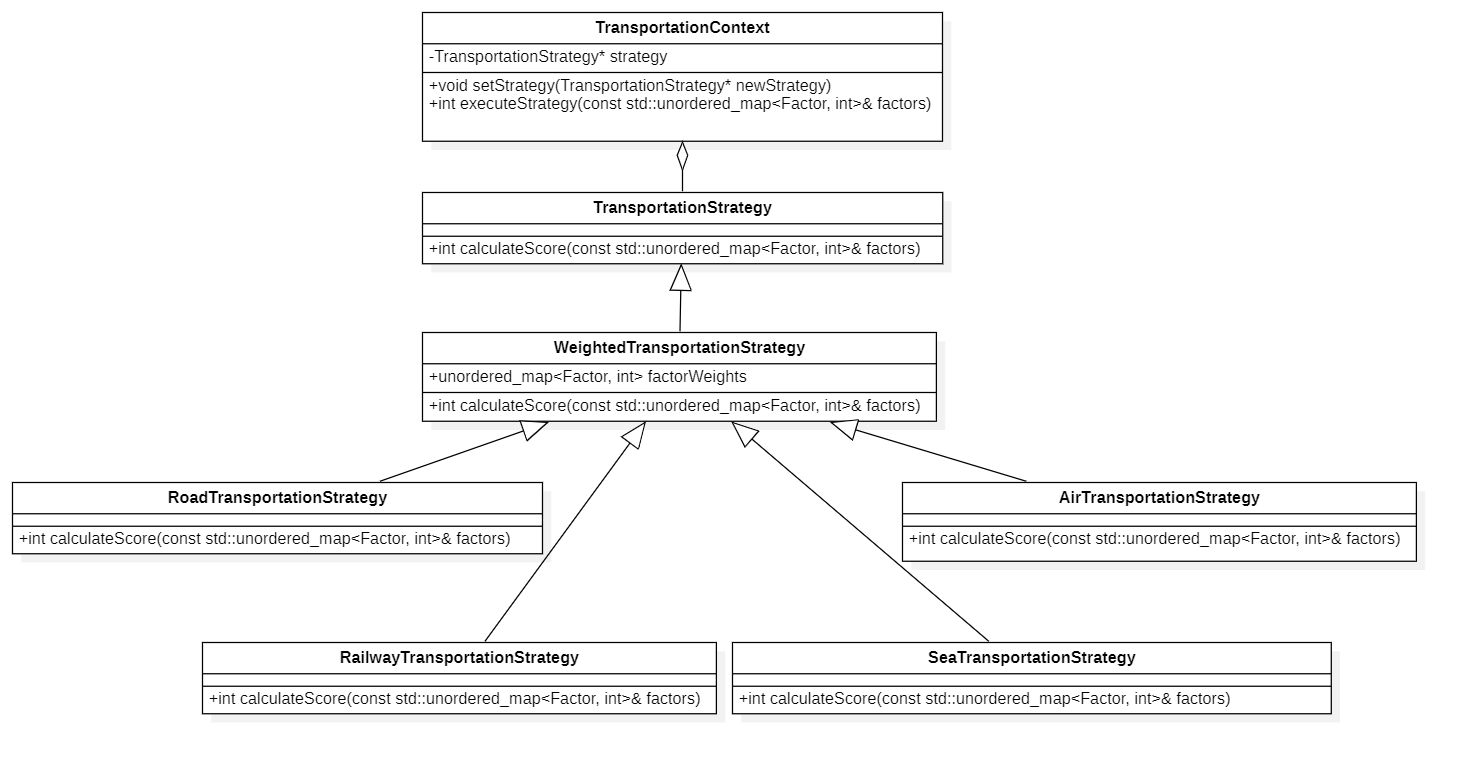 TransportationContext
-TransportationStrategy* strategy
+void setStrategy(TransportationStrategy* newStrategy)
+int executeStrategy(const std::unordered_map<Factor, int>& factors)
TransportationStrategy
+int calculateScore(const std::unordered_map<Factor, int>& factors)
WeightedTransportationStrategy
+unordered_map<Factor, int> factorWeights
+int calculateScore(const std::unordered_map<Factor, int>& factors)
RoadTransportationStrategy
+int calculateScore(const std::unordered_map<Factor, int>& factors)
AirTransportationStrategy
+int calculateScore(const std::unordered_map<Factor, int>& factors)
RailwayTransportationStrategy
+int calculateScore(const std::unordered_map<Factor, int>& factors)
SeaTransportationStrategy
+int calculateScore(const std::unordered_map<Factor, int>& factors)